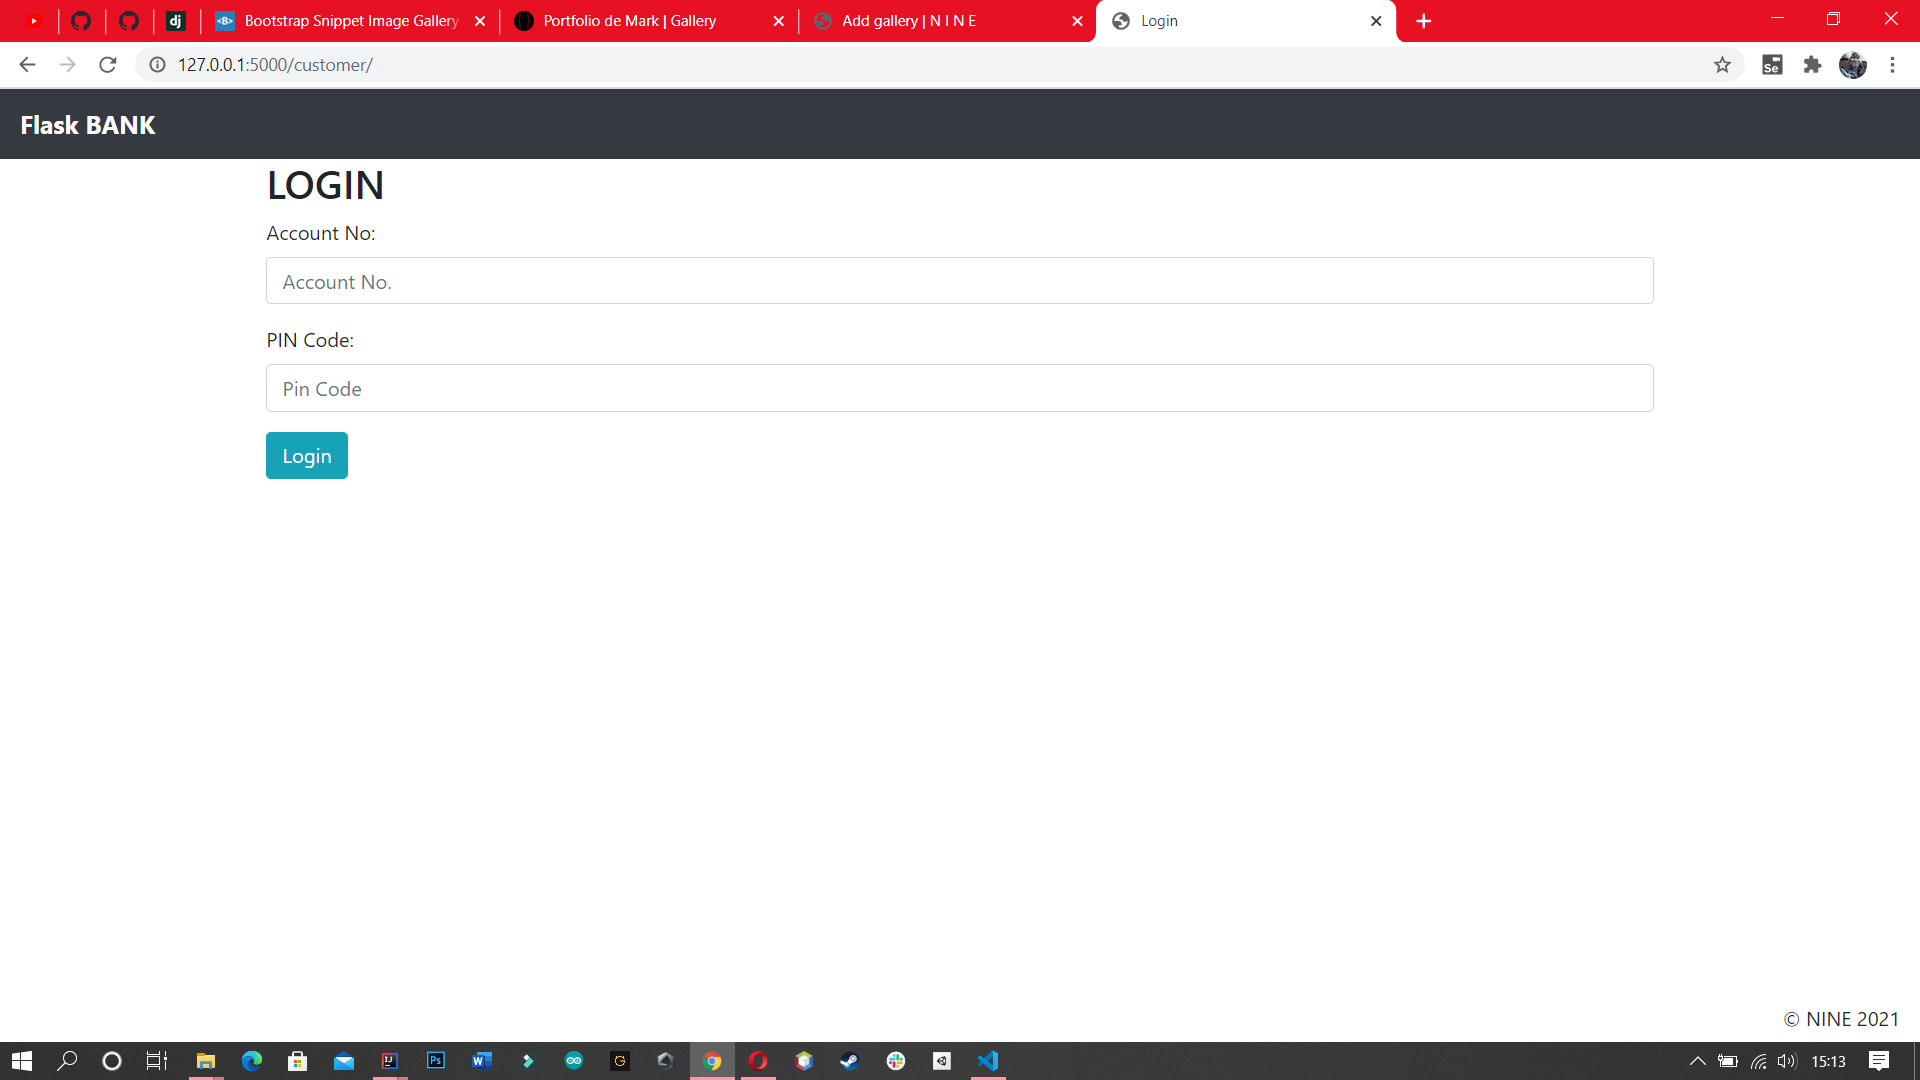 Bootstrap Snippet Image Gallery
Portfolio de Mark | Gallery
Add gallery | N I N E
Login
127.0.0.1:5000/customer/
Flask BANK
LOGIN
Account No:
Account No.
PIN Code:
Pin Code
Login
© NINE 2021
15:13